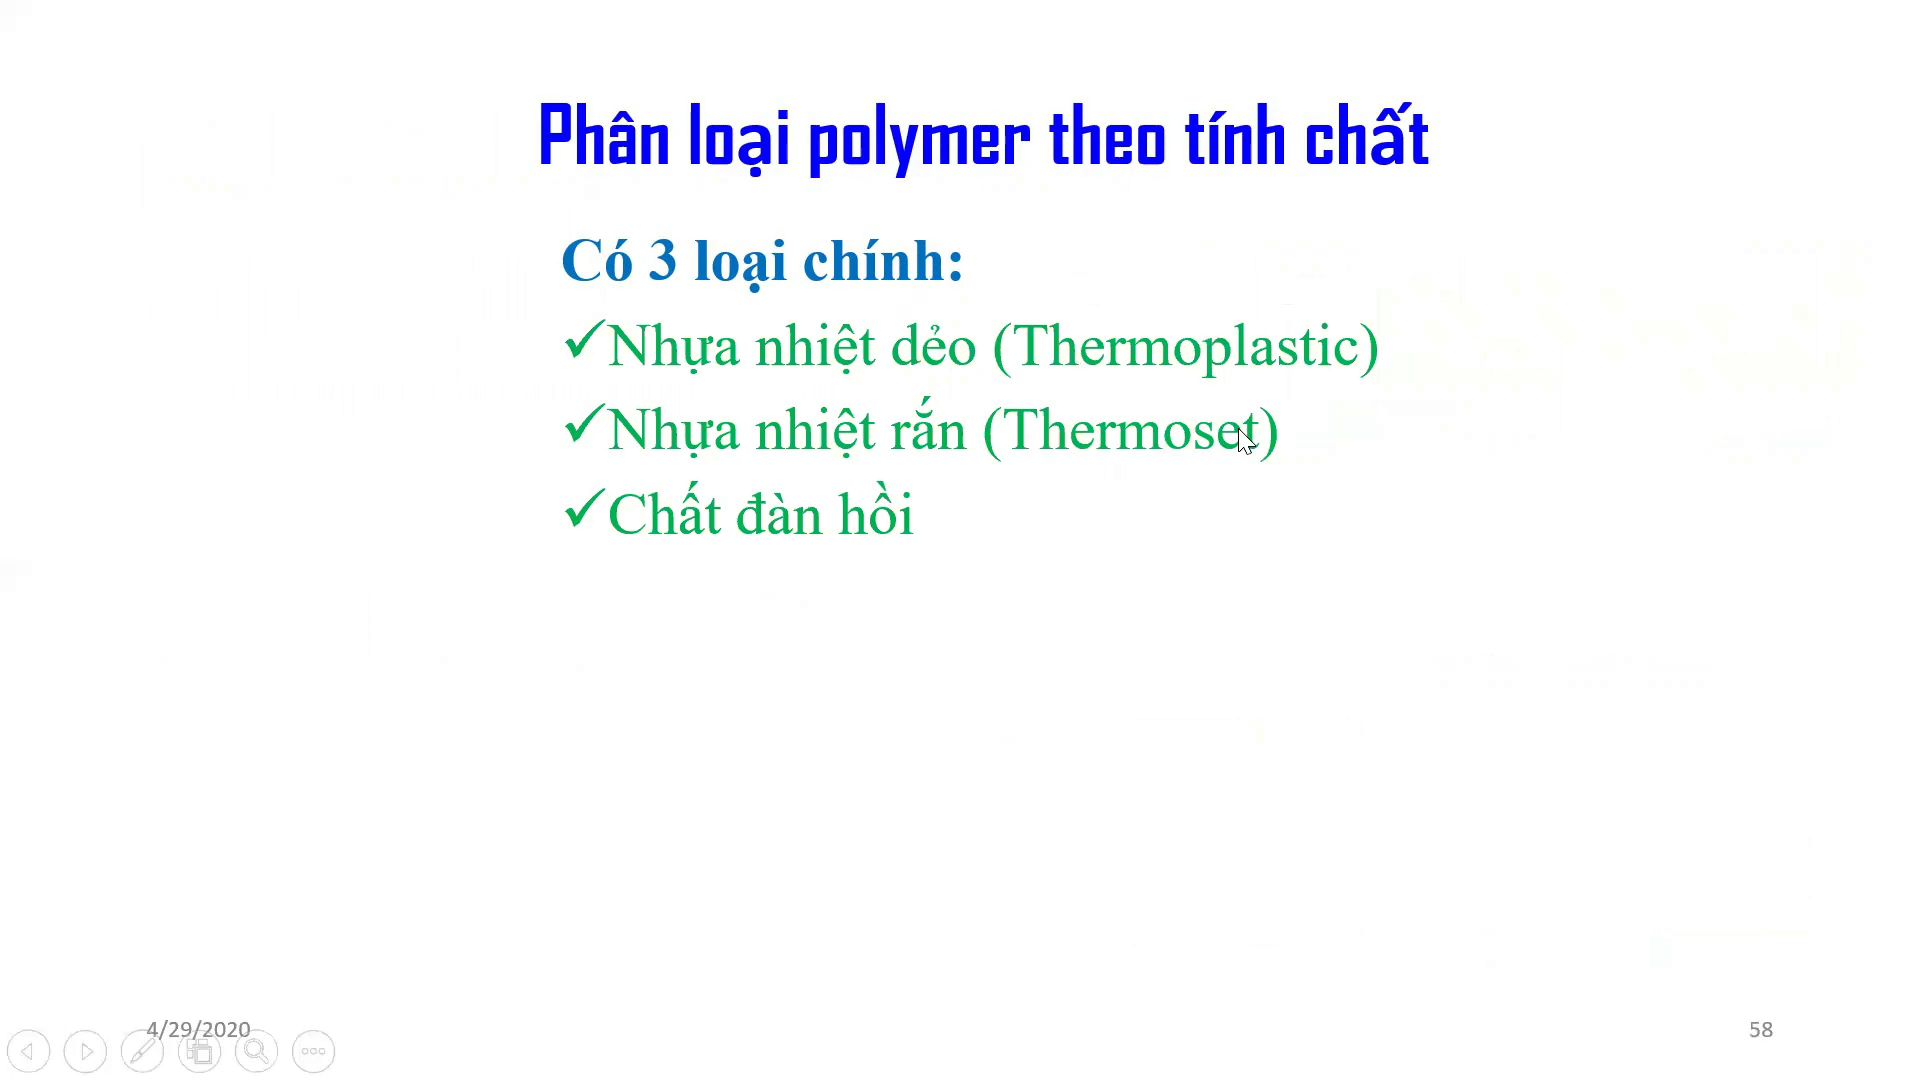 Phân loại polymer theo tính chất
Có 3 loại chính:
✓Nhựa nhiệt dẻo (Thermoplastic)
✓Nhựa nhiệt rắn (Thermoset)
✓Chất đàn hồi
4/29/2020
58